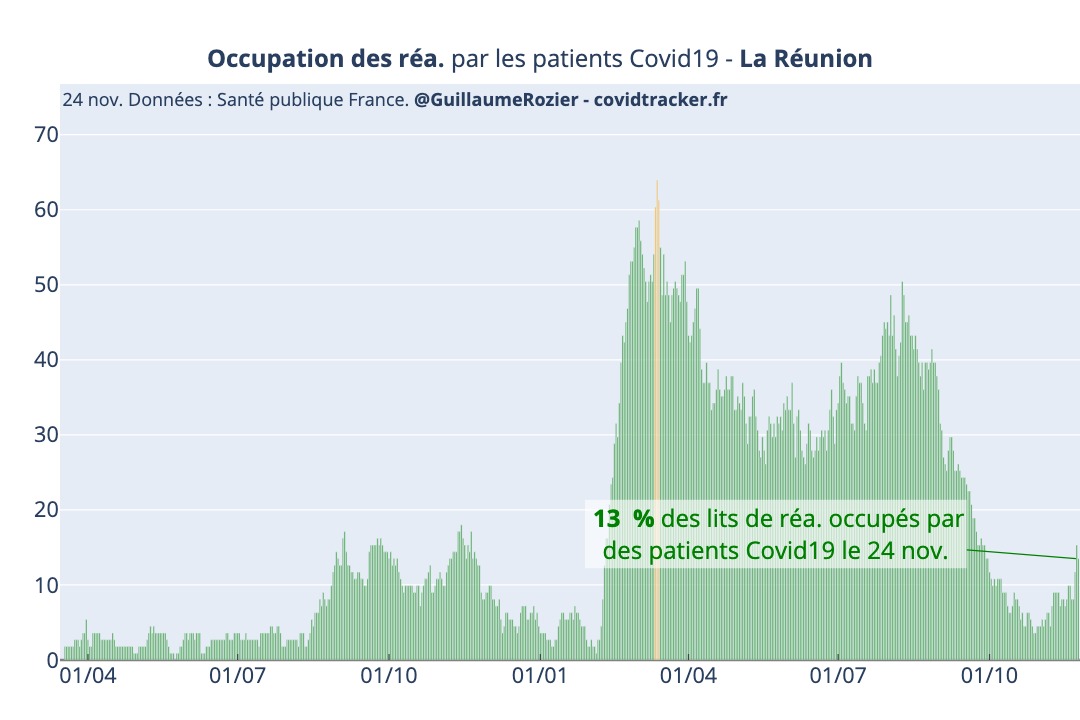 Occupation des réa. par les patients Covid19 - La Réunion
24 nov. Données : Santé publique France. @GuillaumeRozier - covidtracker.fr
70
60
50
40
30
20
10
0
13 % des lits de réa. occupés par
des patients Covid19 le 24 nov.
01/04 01/07 01/10 01/01 01/04 01/07 01/10